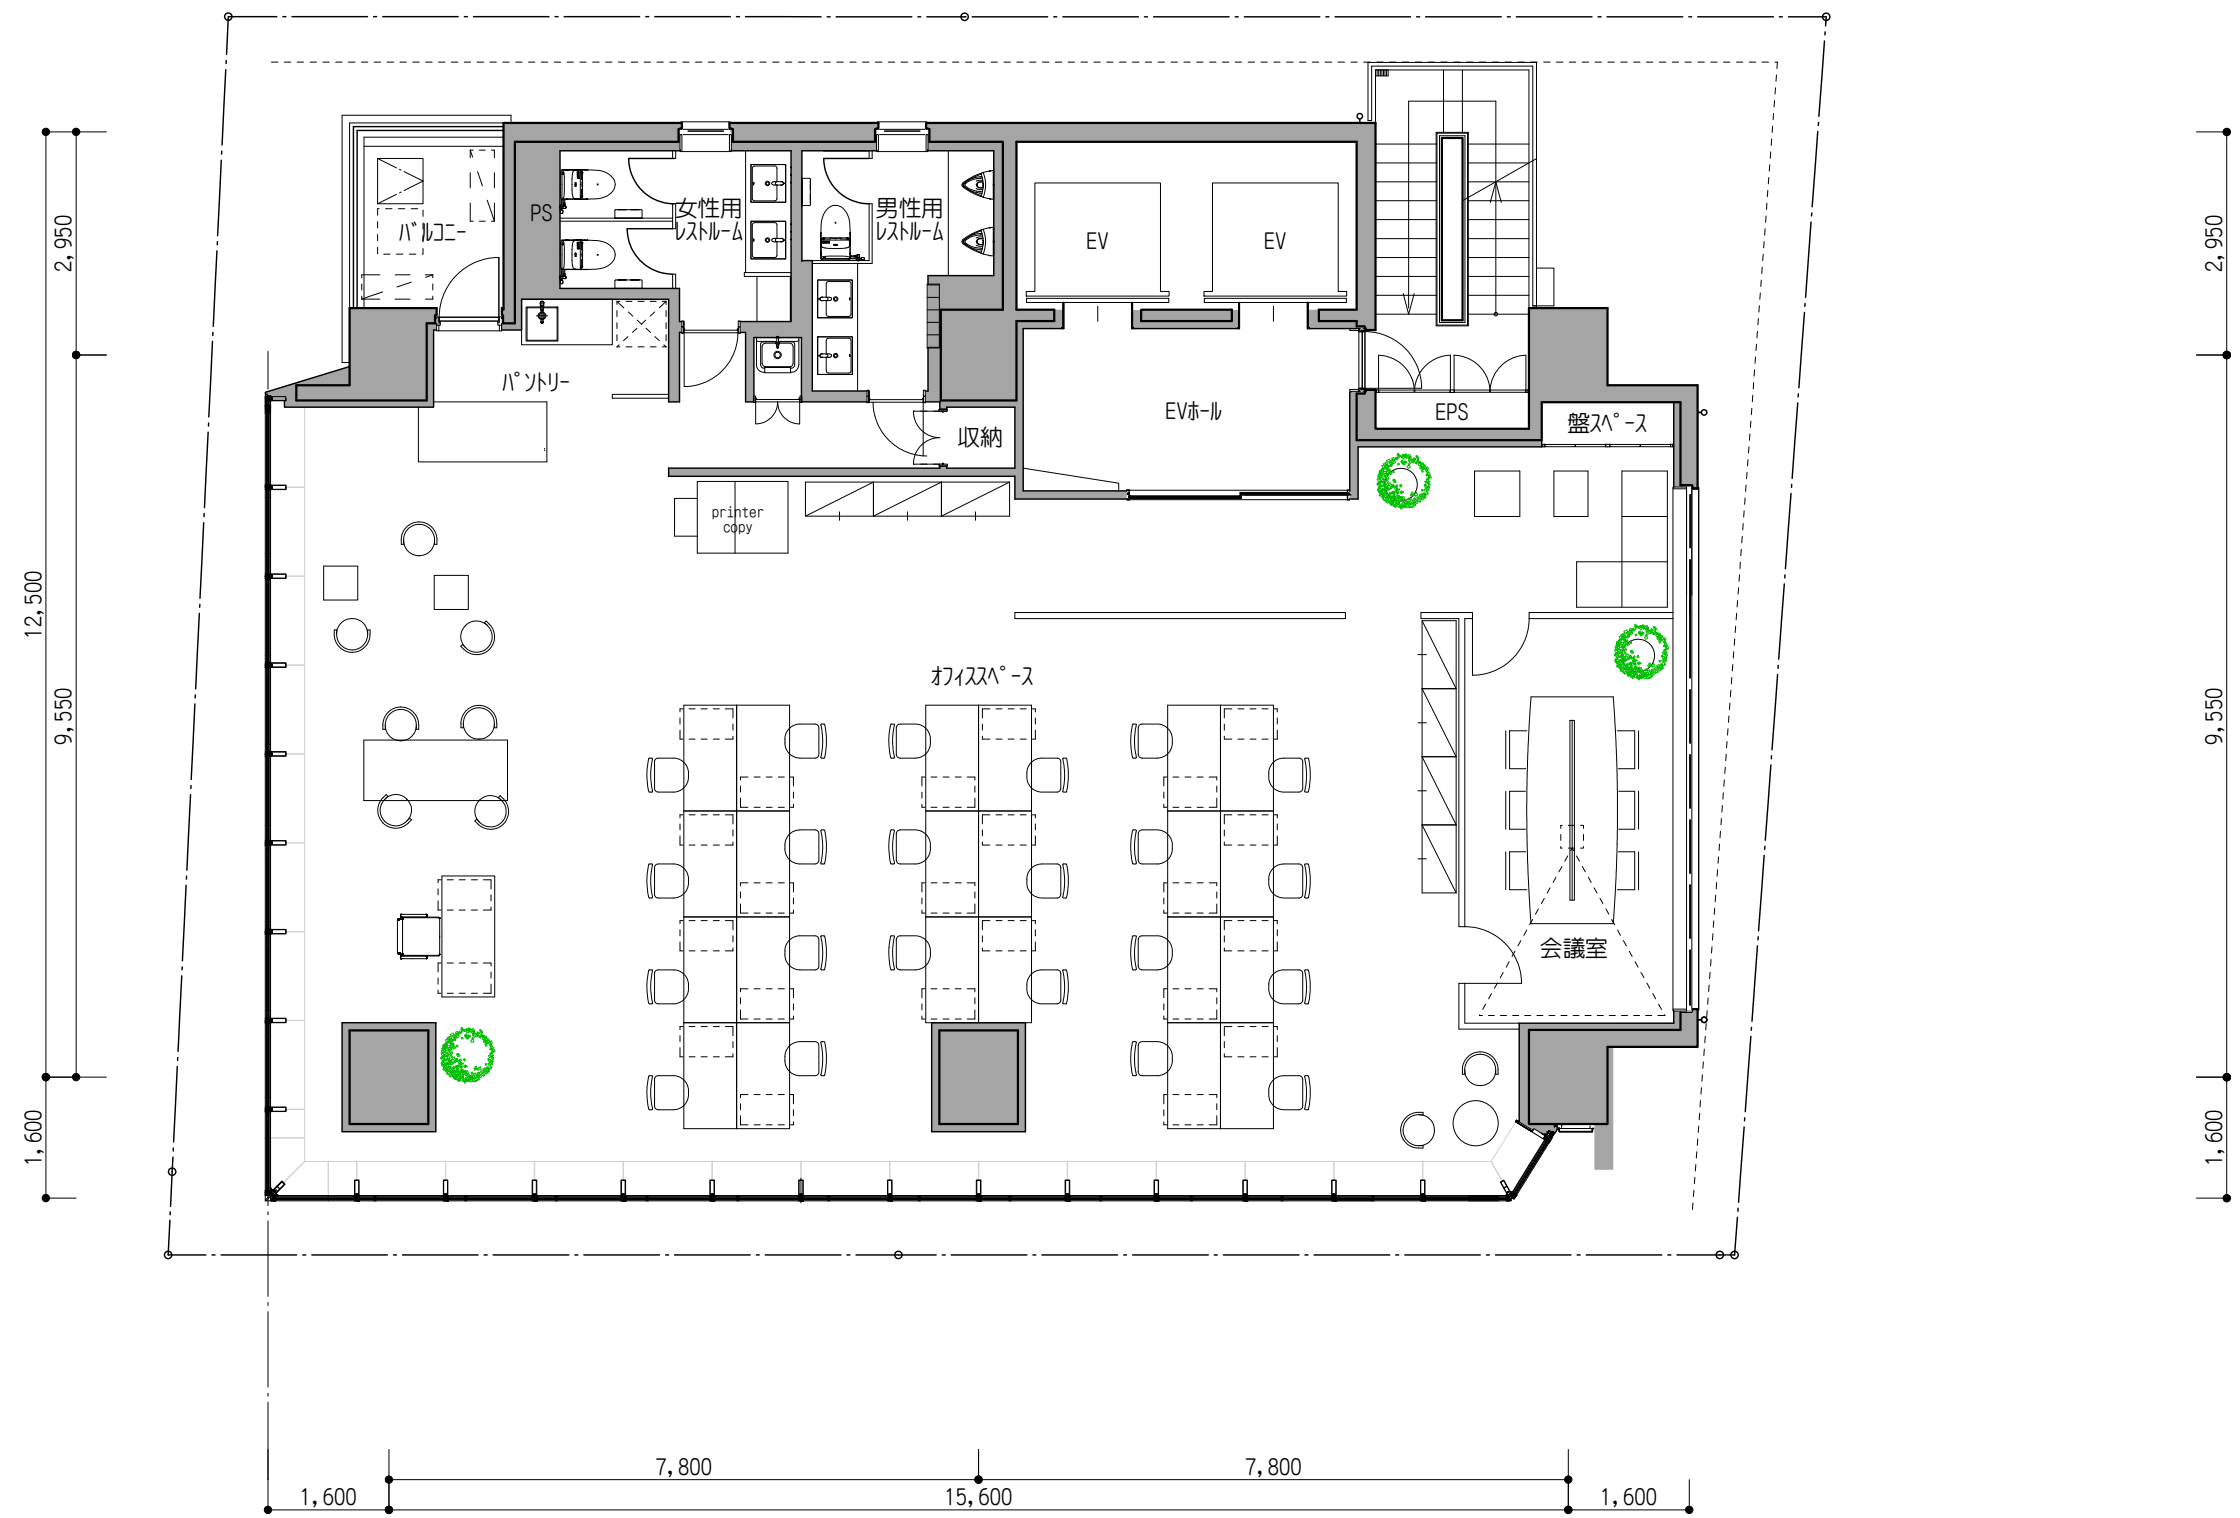 PS
女性用
レストルーム
男性用
レストルーム
バルコニー
EV
EV
パントリー
EVホール
EPS
盤スペース
収納
printer
copy
オフィススペース
会議室
2,950
12,500
9,550
1,600
1,600
2,950
9,550
1,600
7,800
7,800
1,600
15,600
1,600